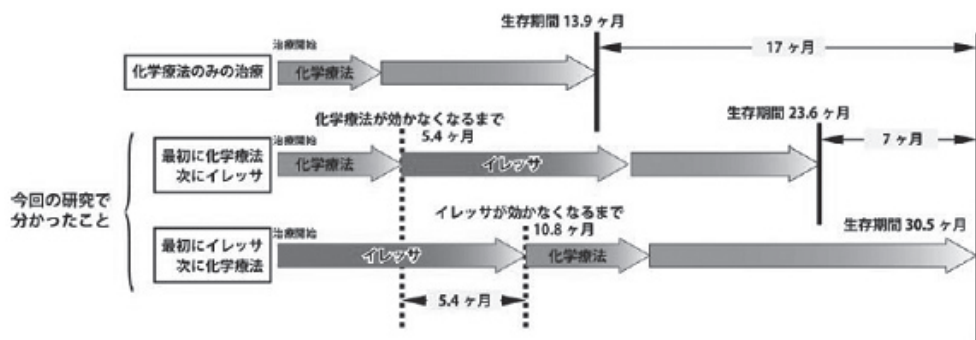 生存期間 13.9 ヶ月
治療開始
化学療法のみの治療
化学療法
17 ヶ月
化学療法が効かなくなるまで
5.4 ヶ月
生存期間 23.6 ヶ月
治療開始
最初に化学療法
次にイレッサ
化学療法
イレッサ
7 ヶ月
今回の研究で
分かったこと
イレッサが効かなくなるまで
10.8 ヶ月
生存期間 30.5 ヶ月
治療開始
最初にイレッサ
次に化学療法
イレッサ
化学療法
5.4 ヶ月